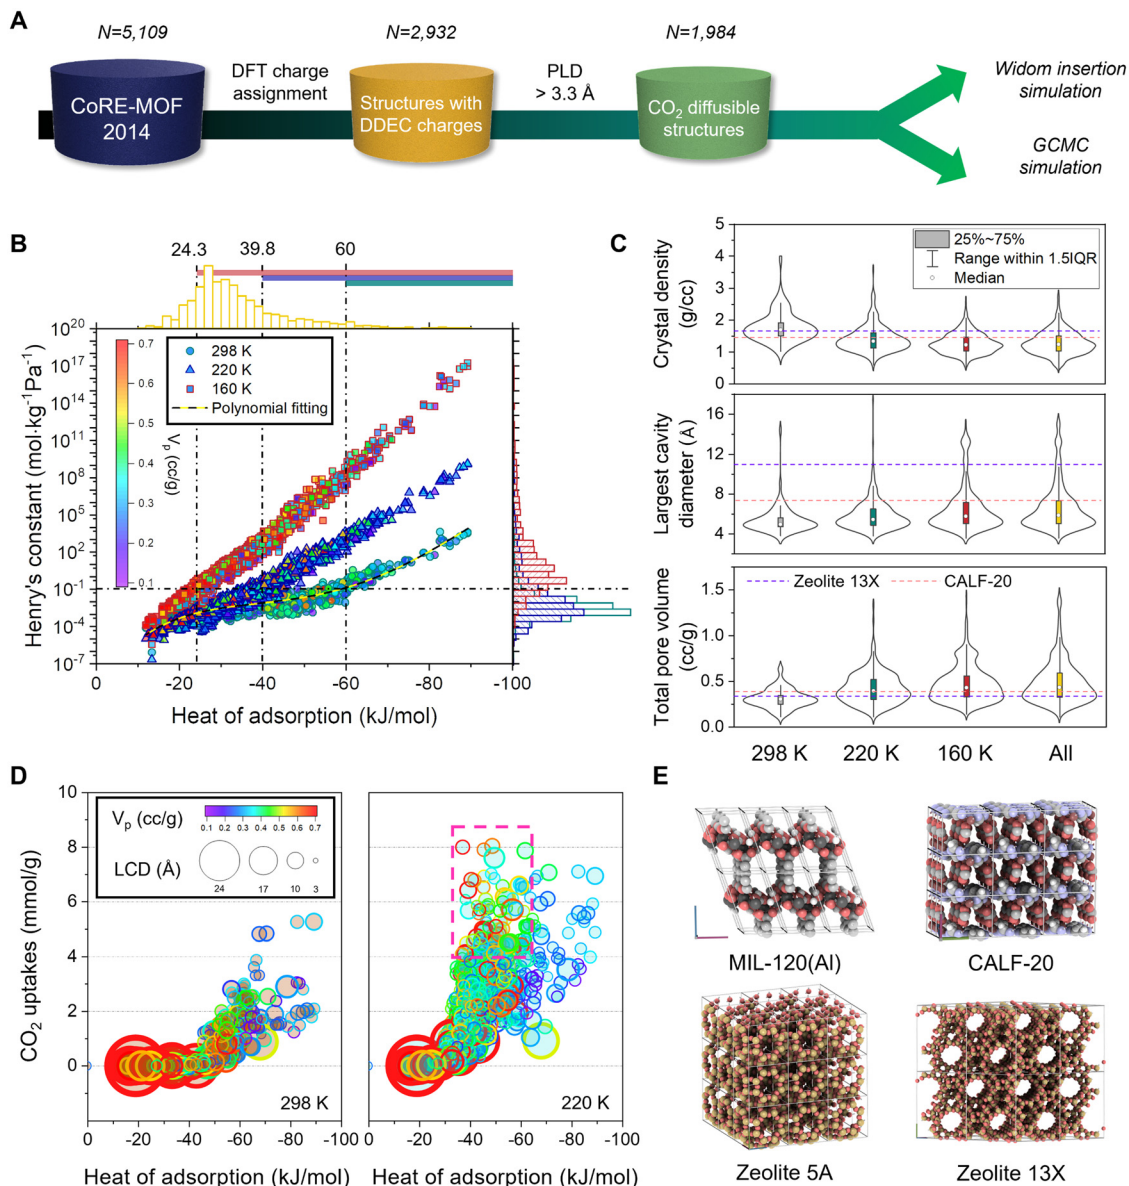 A
N=5,109
N=2,932
N=1,984
CoRE-MOF
2014
DFT charge
assignment
Structures with
DDEC charges
PLD
> 3.3 Å
CO2 diffusible
structures
Widom insertion
simulation
GCMC
simulation
B
24.3
39.8
60
10^20
10^17
10^14
10^11
10^8
10^5
10^2
10^-1
10^-4
10^-7
Henry's constant (mol·kg^-1Pa^-1)
0.7
0.6
0.5
0.4
0.3
0.2
0.1
Vp (cc/g)
298 K
220 K
160 K
Polynomial fitting
0 -20 -40 -60 -80 -100
Heat of adsorption (kJ/mol)
C
Crystal density
(g/cc)
5
4
3
2
1
0
25%~75%
Range within 1.5IQR
Median
Largest cavity
diameter (Å)
16
12
8
4
Total pore volume
(cc/g)
1.5
1.0
0.5
0.0
Zeolite 13X
CALF-20
298 K 220 K 160 K All
D
CO2 uptakes (mmol/g)
10
8
6
4
2
0
Vp (cc/g)
0.1 0.2 0.3 0.4 0.5 0.6 0.7
LCD (Å)
24 17 10 3
298 K
0 -20 -40 -60 -80 -100
Heat of adsorption (kJ/mol)
220 K
0 -20 -40 -60 -80 -100
Heat of adsorption (kJ/mol)
E
MIL-120(Al)
CALF-20
Zeolite 5A
Zeolite 13X